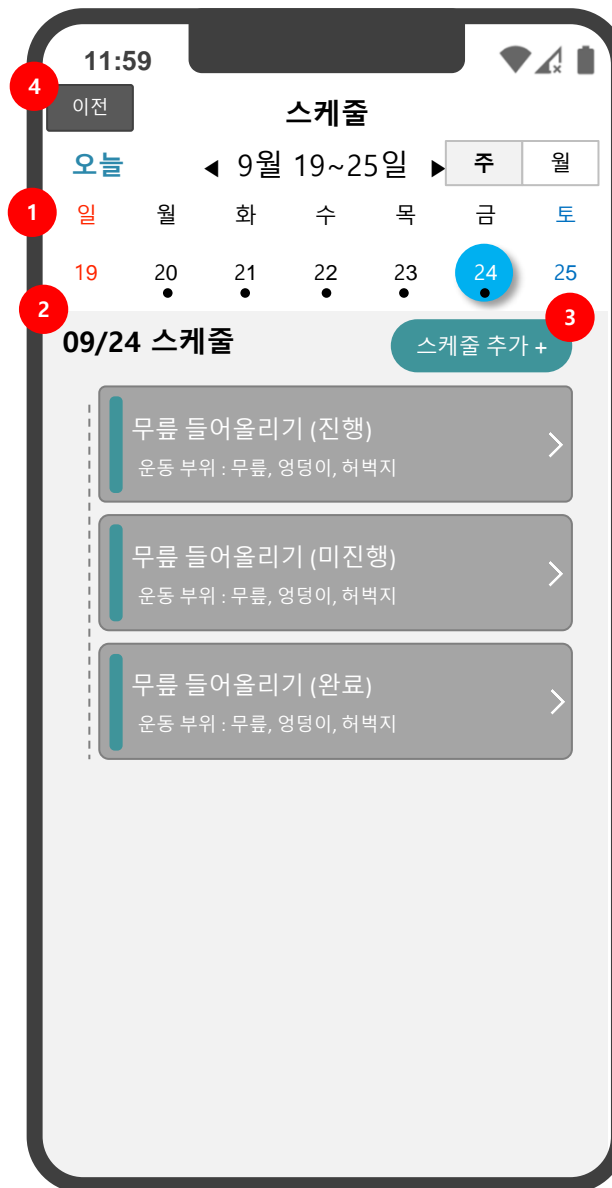 11:59
4
이전
스케줄
오늘 ◀ 9월 19~25일 ▶ 주 월
1 일 월 화 수 목 금 토
19 20 21 22 23 24 25
2
3
09/24 스케줄
스케줄 추가 +
무릎 들어올리기 (진행)
운동 부위 : 무릎, 엉덩이, 허벅지
무릎 들어올리기 (미진행)
운동 부위 : 무릎, 엉덩이, 허벅지
무릎 들어올리기 (완료)
운동 부위 : 무릎, 엉덩이, 허벅지